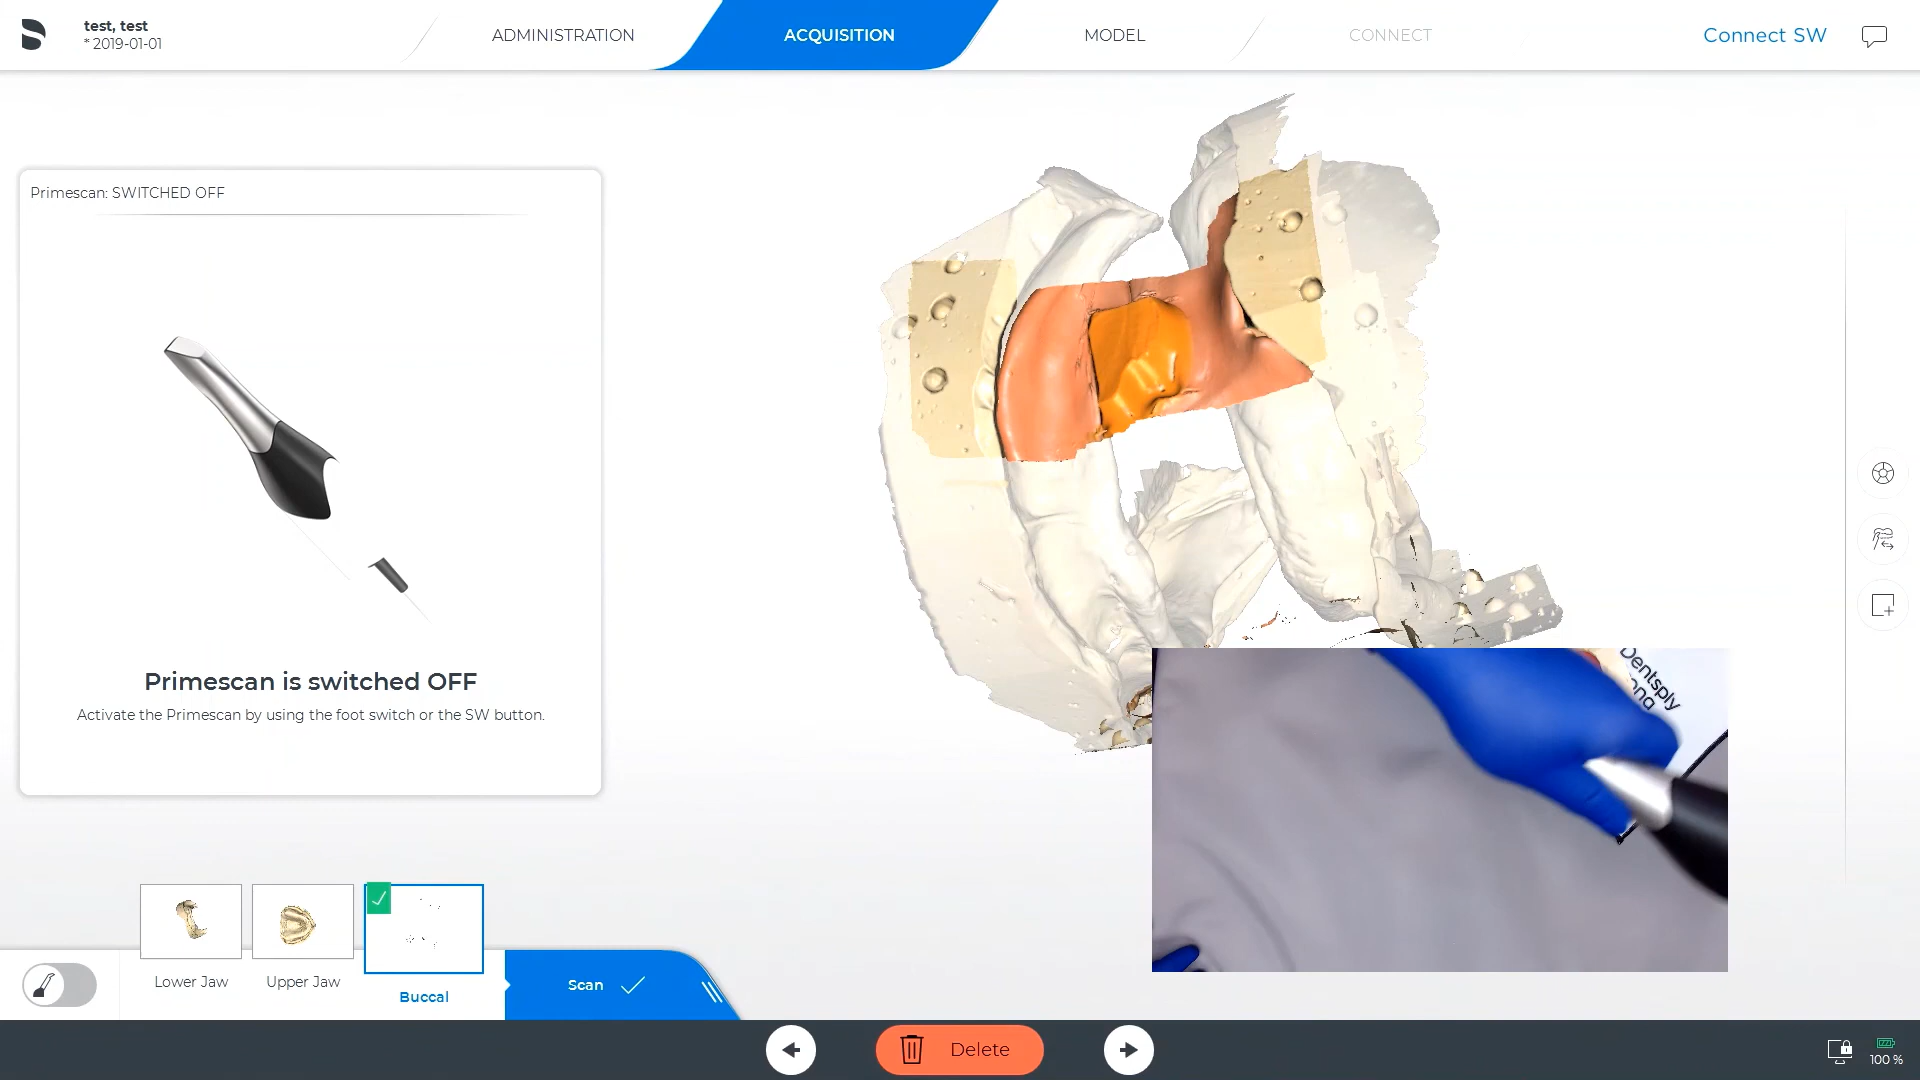 test, test
* 2019-01-01
ADMINISTRATION
ACQUISITION
MODEL
CONNECT
Connect SW
Primescan: SWITCHED OFF
Primescan is switched OFF
Activate the Primescan by using the foot switch or the SW button.
Dentsply
Lower Jaw
Upper Jaw
Buccal
Scan
Delete
100 %